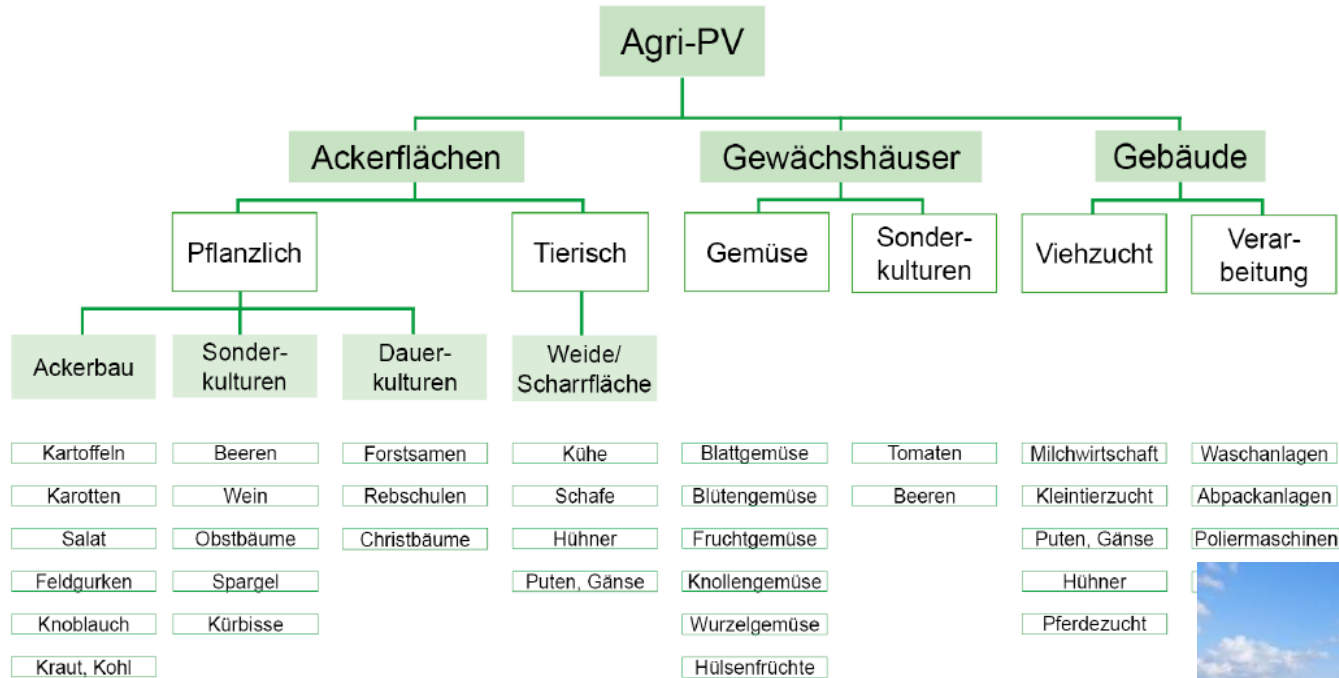 Agri-PV
Ackerflächen
Gewächshäuser
Gebäude
Pflanzlich
Tierisch
Gemüse
Sonder-
kulturen
Viehzucht
Verar-
beitung
Ackerbau
Sonder-
kulturen
Dauer-
kulturen
Weide/
Scharrfläche
Kartoffeln
Karotten
Salat
Feldgurken
Knoblauch
Kraut, Kohl
Beeren
Wein
Obstbäume
Spargel
Kürbisse
Forstsamen
Rebschulen
Christbäume
Kühe
Schafe
Hühner
Puten, Gänse
Blattgemüse
Blütengemüse
Fruchtgemüse
Knollengemüse
Wurzelgemüse
Hülsenfrüchte
Tomaten
Beeren
Milchwirtschaft
Kleintierzucht
Puten, Gänse
Hühner
Pferdezucht
Waschanlagen
Abpackanlagen
Poliermaschinen